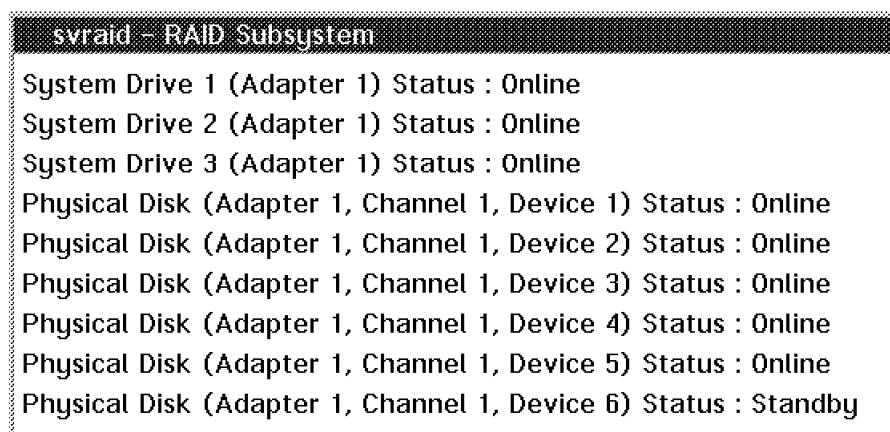 svraid - RAID Subsystem
System Drive 1 (Adapter 1) Status : Online
System Drive 2 (Adapter 1) Status : Online
System Drive 3 (Adapter 1) Status : Online
Physical Disk (Adapter 1, Channel 1, Device 1) Status : Online
Physical Disk (Adapter 1, Channel 1, Device 2) Status : Online
Physical Disk (Adapter 1, Channel 1, Device 3) Status : Online
Physical Disk (Adapter 1, Channel 1, Device 4) Status : Online
Physical Disk (Adapter 1, Channel 1, Device 5) Status : Online
Physical Disk (Adapter 1, Channel 1, Device 6) Status : Standby